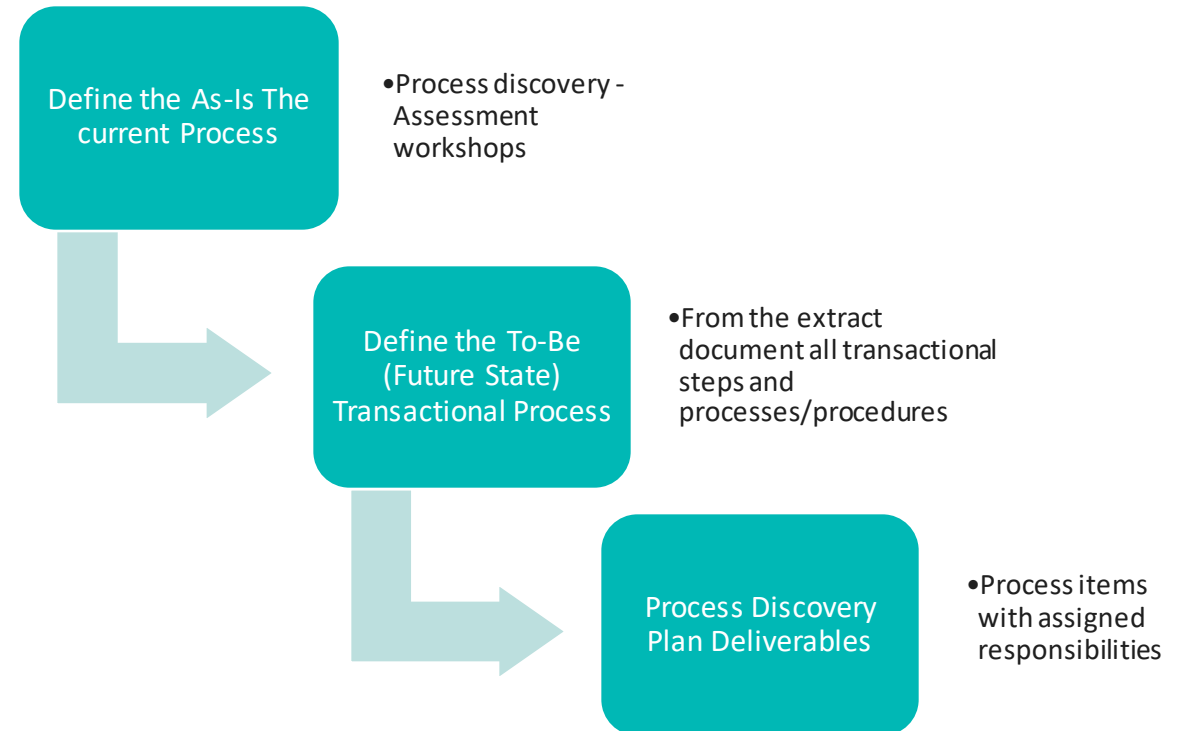 Define the As-Is The
current Process
•Process discovery -
Assessment
workshops
Define the To-Be
(Future State)
Transactional Process
•From the extract
document all transactional
steps and
processes/procedures
Process Discovery
Plan Deliverables
•Process items
with assigned
responsibilities